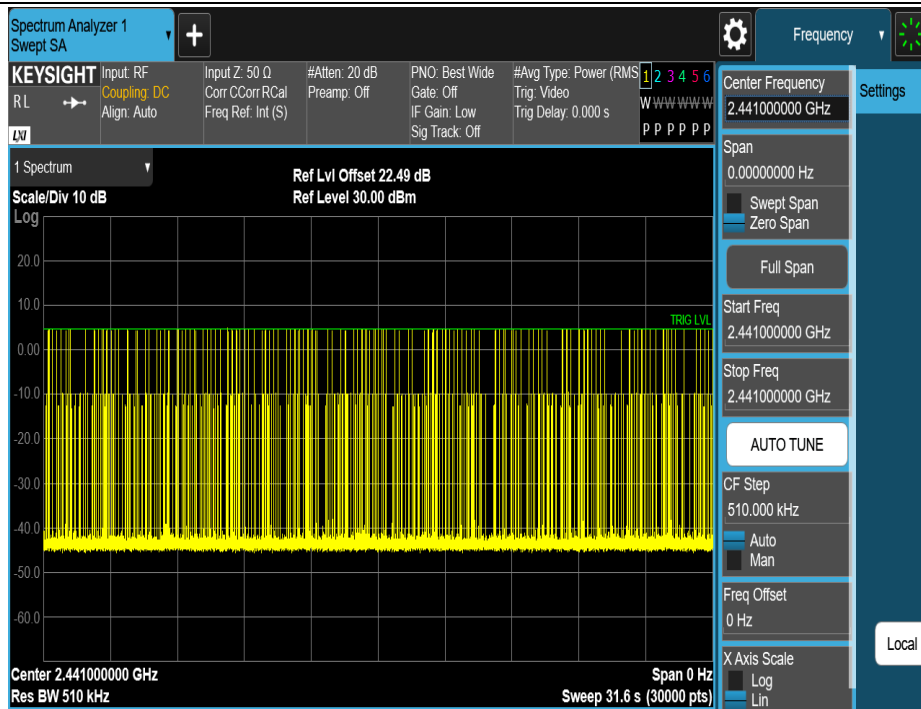 Spectrum Analyzer 1
Swept SA
Frequency
KEYSIGHT
RL
LXI
Input: RF
Coupling: DC
Align: Auto
Input Z: 50 Ω
Corr CCorr RCal
Freq Ref: Int (S)
#Atten: 20 dB
Preamp: Off
PNO: Best Wide
Gate: Off
IF Gain: Low
Sig Track: Off
#Avg Type: Power (RMS
Trig: Video
Trig Delay: 0.000 s
1 2 3 4 5 6
W W W W W W
P P P P P P
1 Spectrum
Scale/Div 10 dB
Ref Lvl Offset 22.49 dB
Ref Level 30.00 dBm
Log
20.0
10.0
TRIG LVL
0.00
-10.0
-20.0
-30.0
-40.0
-50.0
-60.0
Center 2.441000000 GHz
Span 0 Hz
Res BW 510 kHz
Sweep 31.6 s (30000 pts)
Center Frequency
2.441000000 GHz
Settings
Span
0.00000000 Hz
Swept Span
Zero Span
Full Span
Start Freq
2.441000000 GHz
Stop Freq
2.441000000 GHz
AUTO TUNE
CF Step
510.000 kHz
Auto
Man
Freq Offset
0 Hz
Local
X Axis Scale
Log
Lin